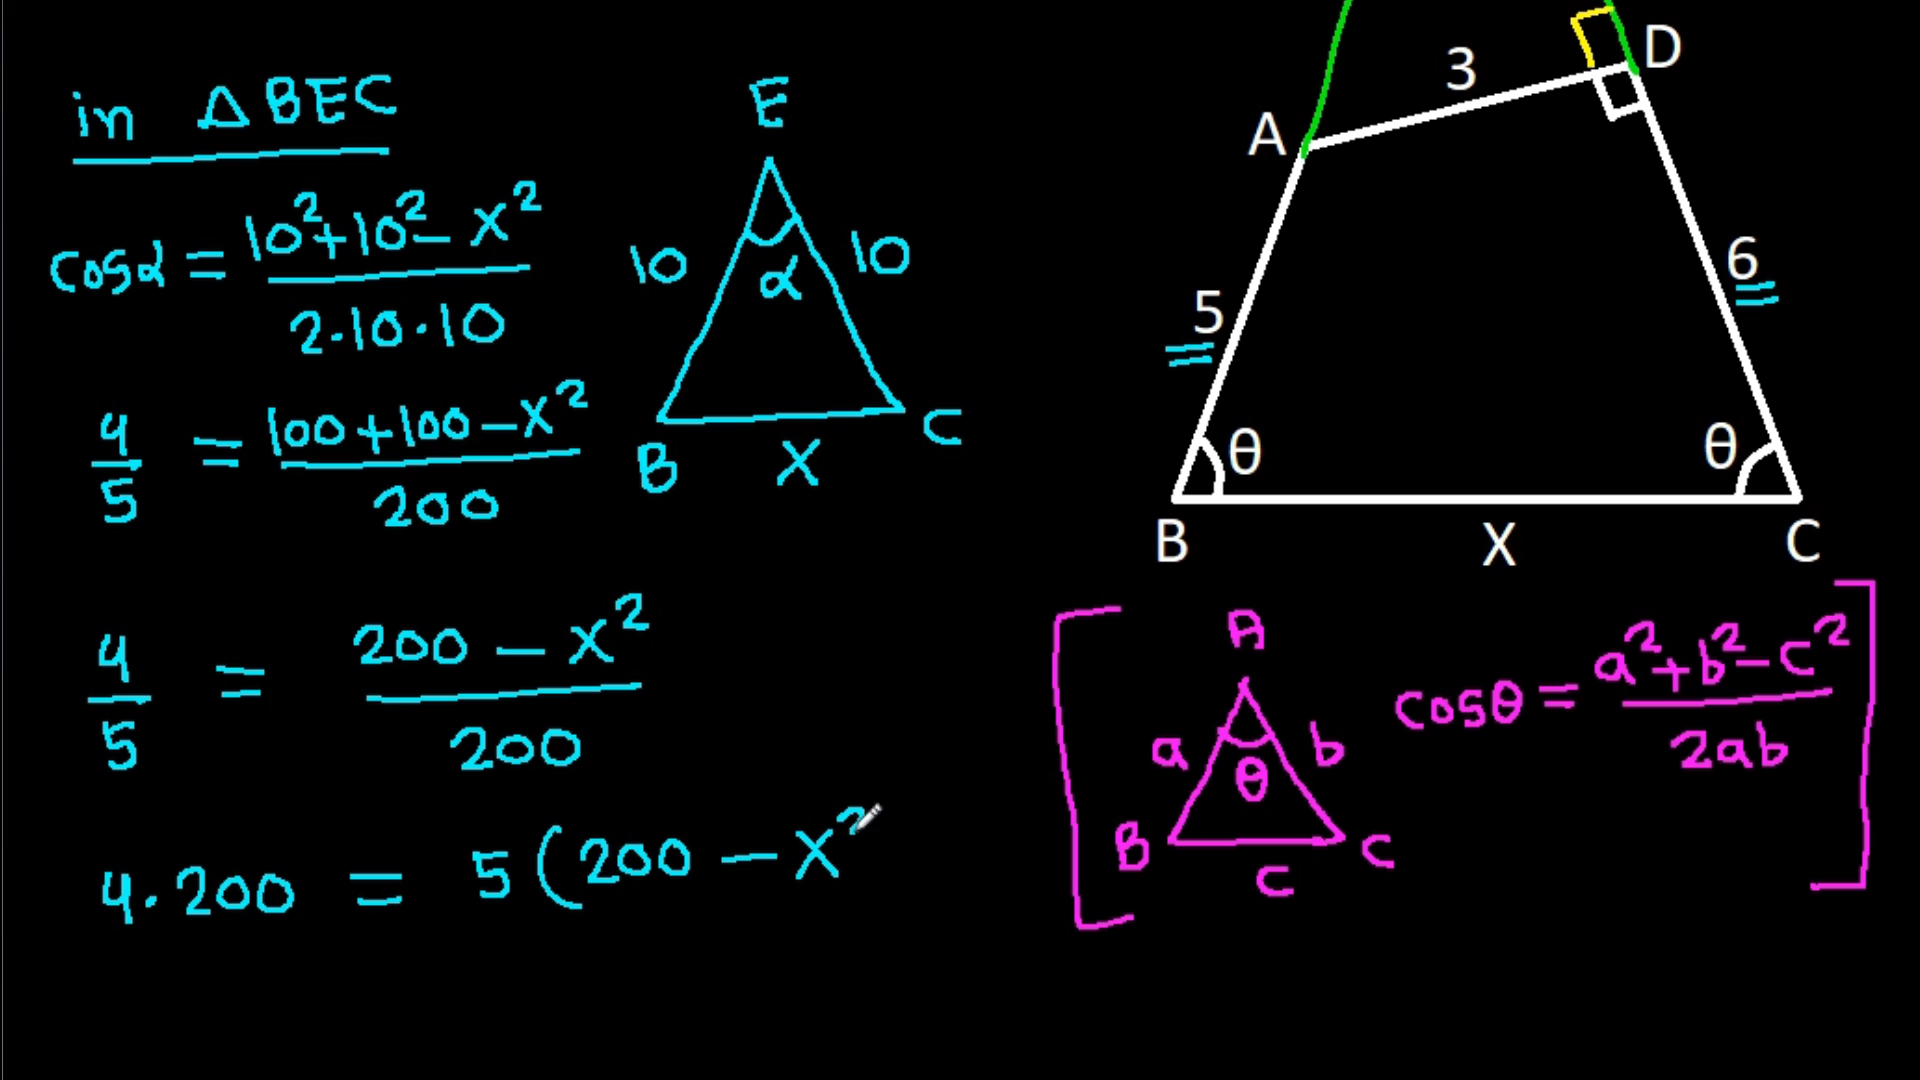 in △BEC
cosα = 10²+10²−x² / 2·10·10
4/5 = 100+100−x² / 200
4/5 = 200 − x² / 200
4·200 = 5(200 − x²
E
10 α 10
B x C
3 D
A
5 6
θ θ
B X C
A
a θ b
B c C
cosθ = a²+b²−c² / 2ab